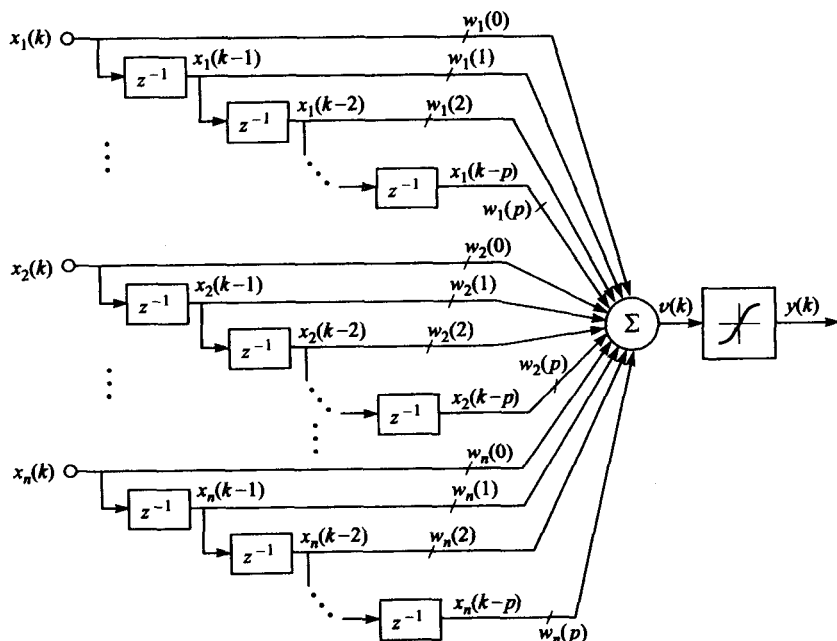 x₁(k) w₁(0)
z⁻¹ x₁(k−1) w₁(1)
z⁻¹ x₁(k−2) w₁(2)
z⁻¹ x₁(k−p) w₁(p)
x₂(k) w₂(0)
z⁻¹ x₂(k−1) w₂(1)
Σ v(k) y(k)
z⁻¹ x₂(k−2) w₂(2)
z⁻¹ x₂(k−p) w₂(p)
xₙ(k) wₙ(0)
z⁻¹ xₙ(k−1) wₙ(1)
z⁻¹ xₙ(k−2) wₙ(2)
z⁻¹ xₙ(k−p) wₙ(p)